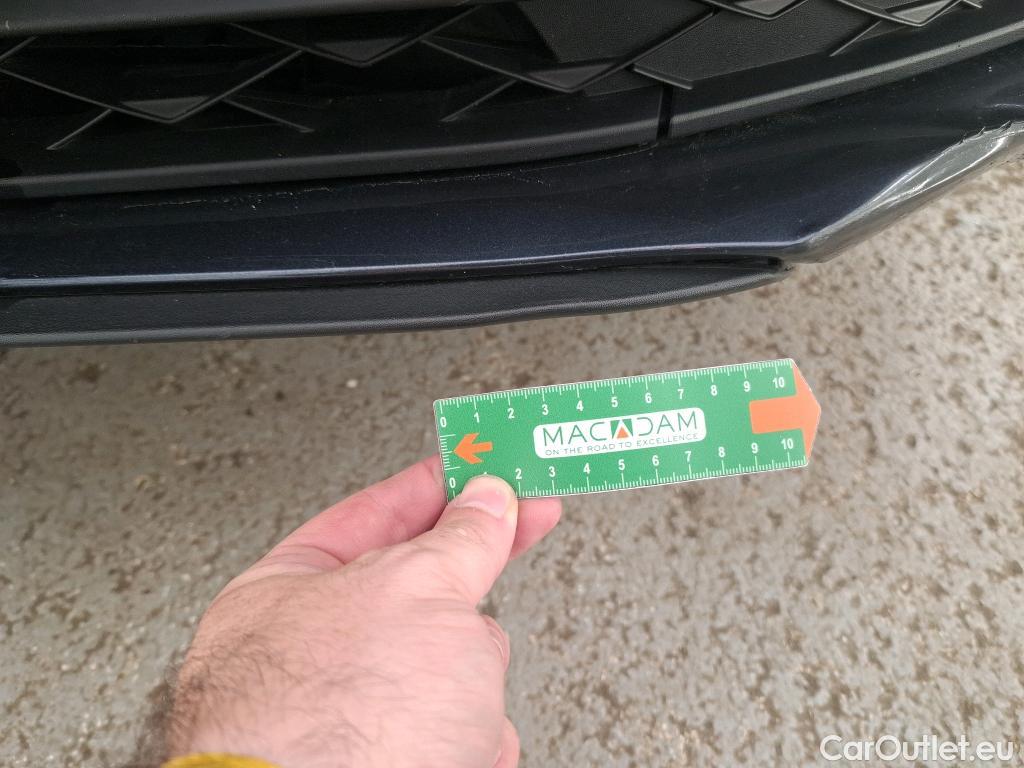 0 1 2 3 4 5 6 7 8 9 10
MACADAM
ON THE ROAD TO EXCELLENCE
0 2 3 4 5 6 7 8 9 10
CarOutlet.eu